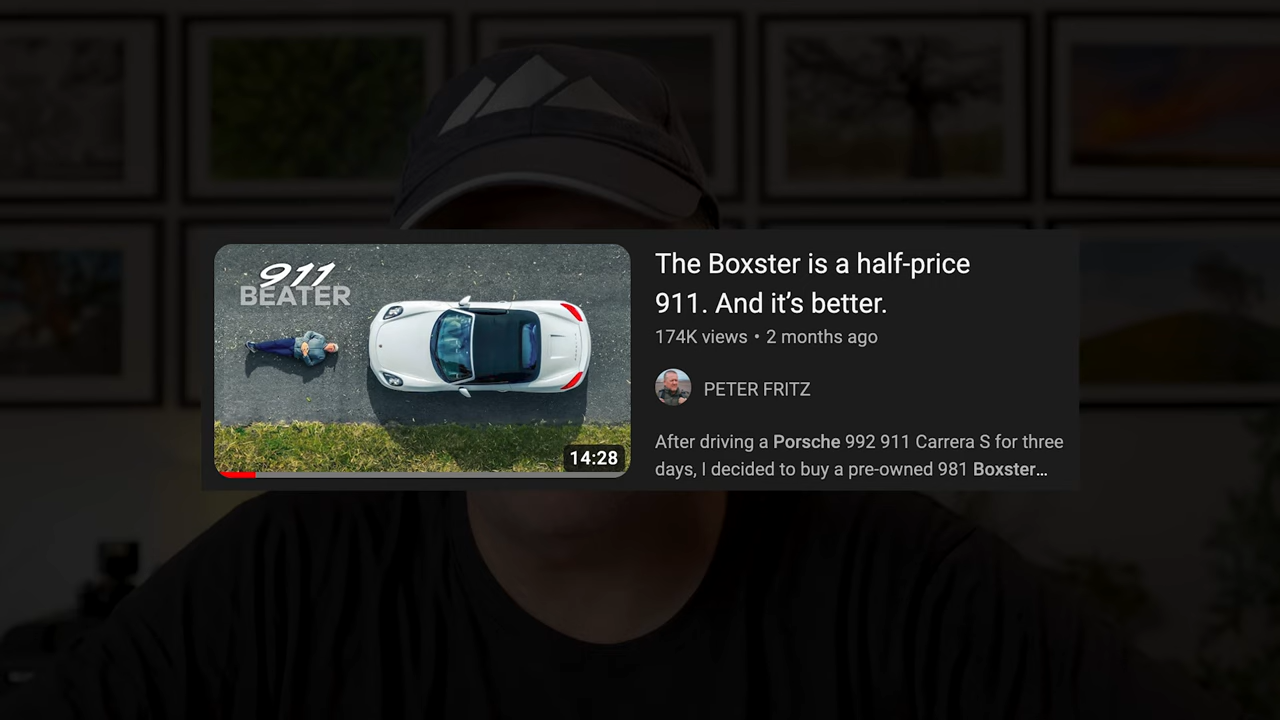 911
BEATER
14:28
The Boxster is a half-price
911. And it’s better.
174K views • 2 months ago
PETER FRITZ
After driving a Porsche 992 911 Carrera S for three
days, I decided to buy a pre-owned 981 Boxster…